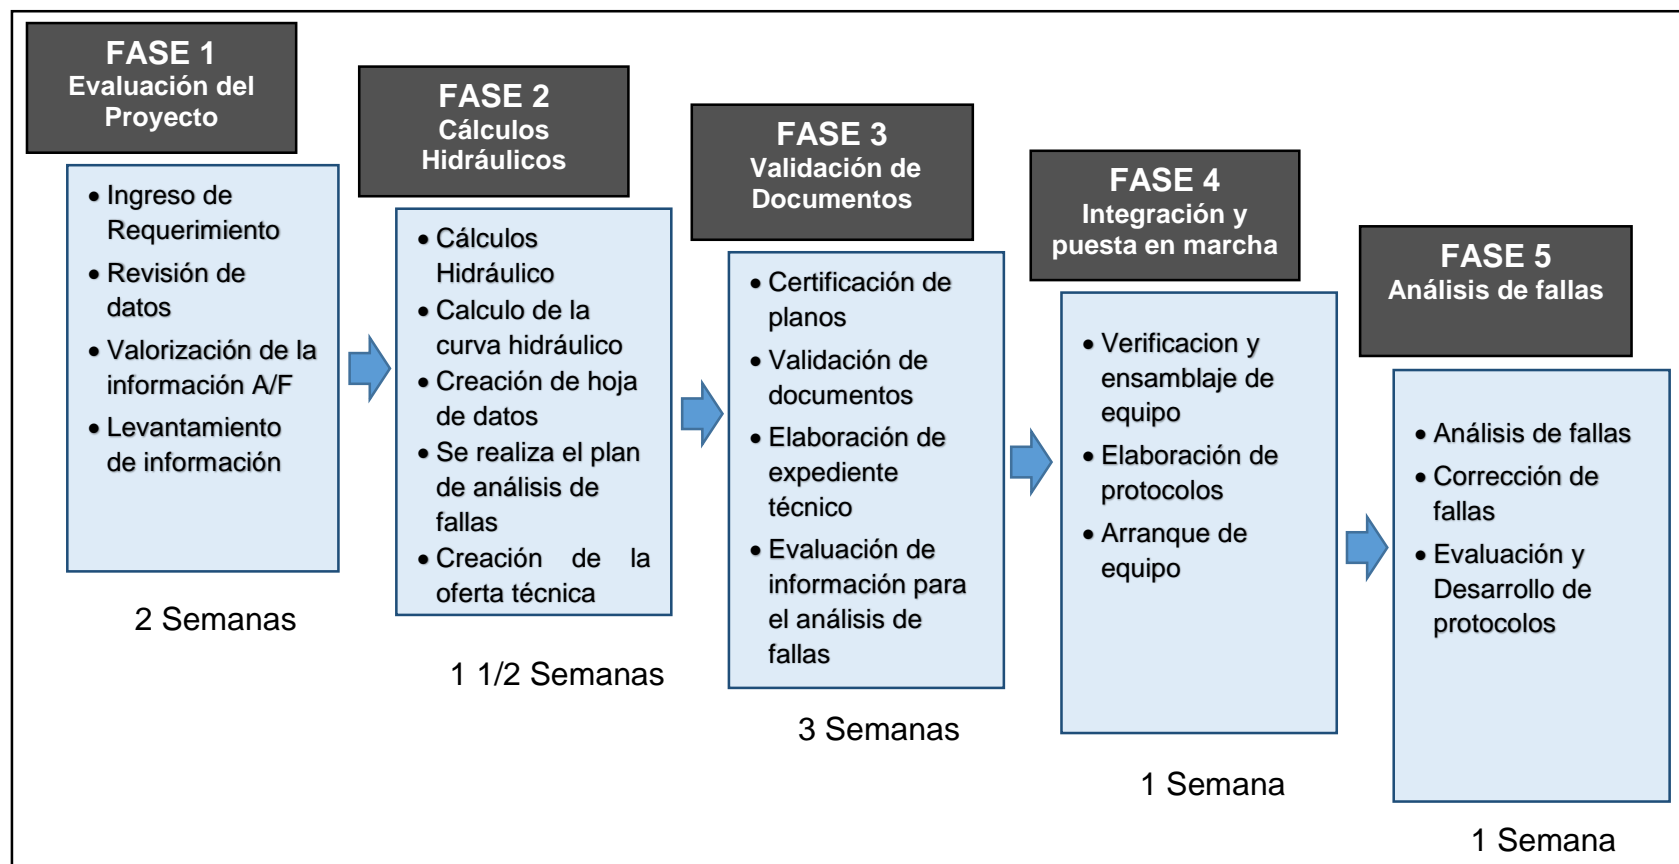 FASE 1
Evaluación del
Proyecto
• Ingreso de
Requerimiento
• Revisión de
datos
• Valorización de la
información A/F
• Levantamiento
de información
2 Semanas
FASE 2
Cálculos
Hidráulicos
• Cálculos
Hidráulico
• Calculo de la
curva hidráulico
• Creación de hoja
de datos
• Se realiza el plan
de análisis de
fallas
• Creación de la
oferta técnica
1 1/2 Semanas
FASE 3
Validación de
Documentos
• Certificación de
planos
• Validación de
documentos
• Elaboración de
expediente
técnico
• Evaluación de
información para
el análisis de
fallas
3 Semanas
FASE 4
Integración y
puesta en marcha
• Verificacion y
ensamblaje de
equipo
• Elaboración de
protocolos
• Arranque de
equipo
1 Semana
FASE 5
Análisis de fallas
• Análisis de fallas
• Corrección de
fallas
• Evaluación y
Desarrollo de
protocolos
1 Semana